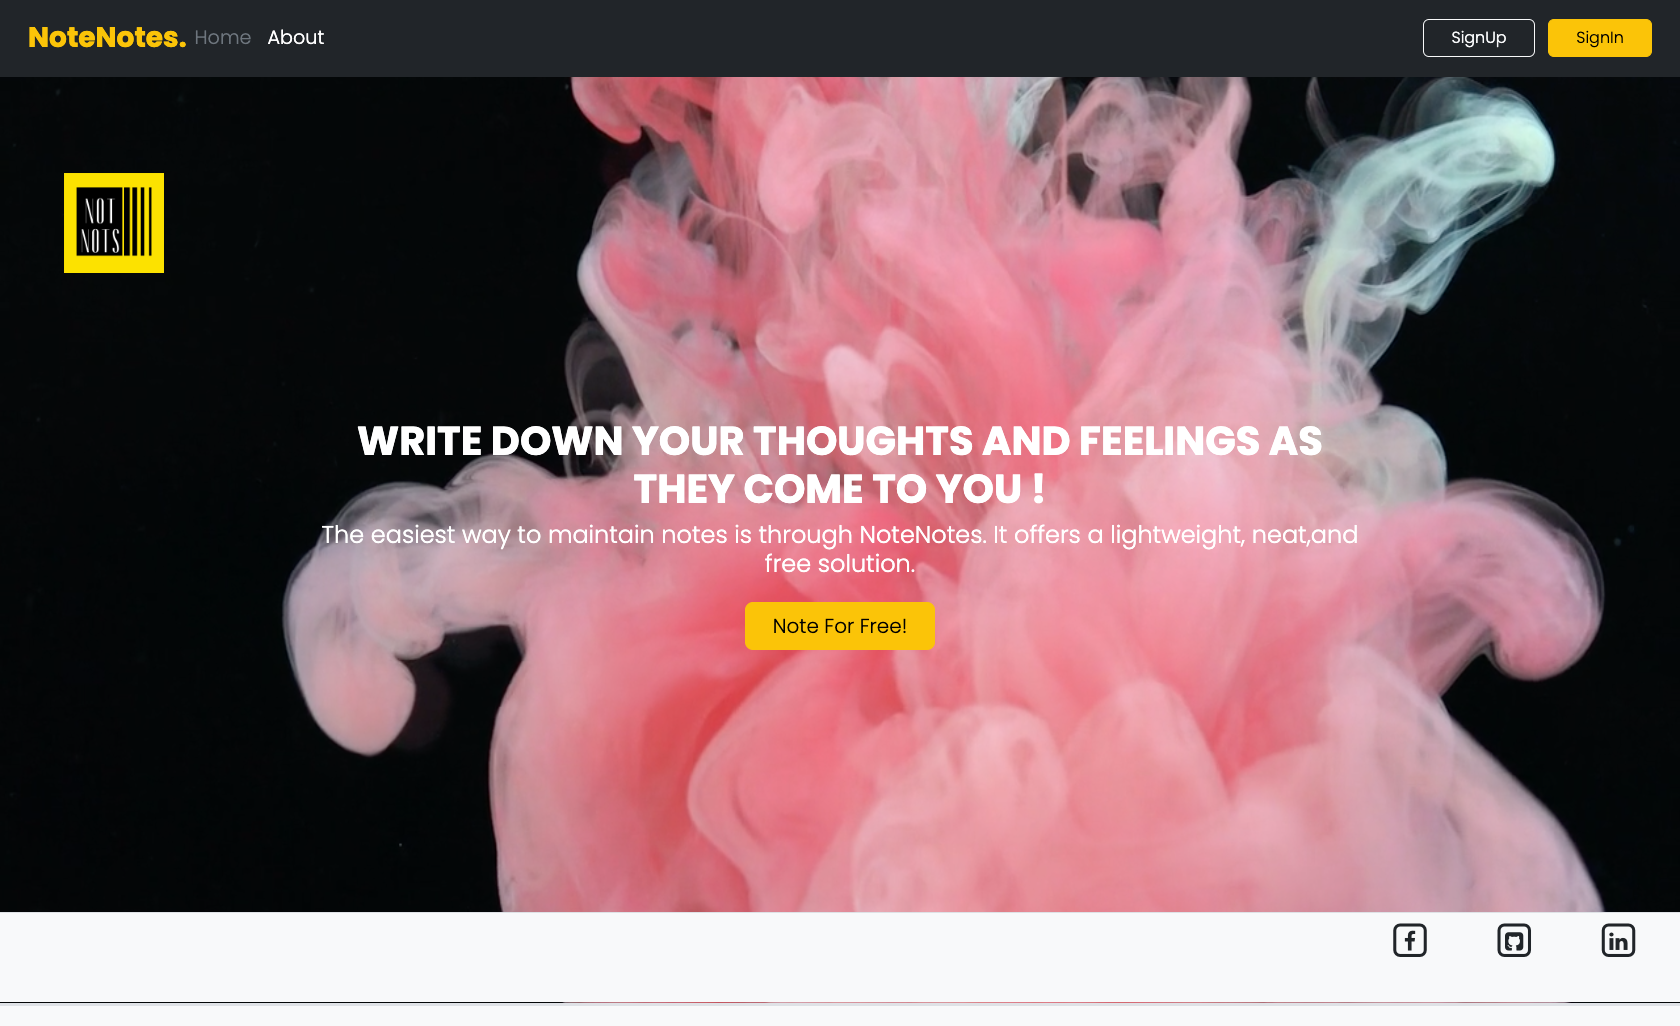 NoteNotes. Home About SignUp SignIn
NOT
NOTS
WRITE DOWN YOUR THOUGHTS AND FEELINGS AS
THEY COME TO YOU !
The easiest way to maintain notes is through NoteNotes. It offers a lightweight, neat,and
free solution.
Note For Free!